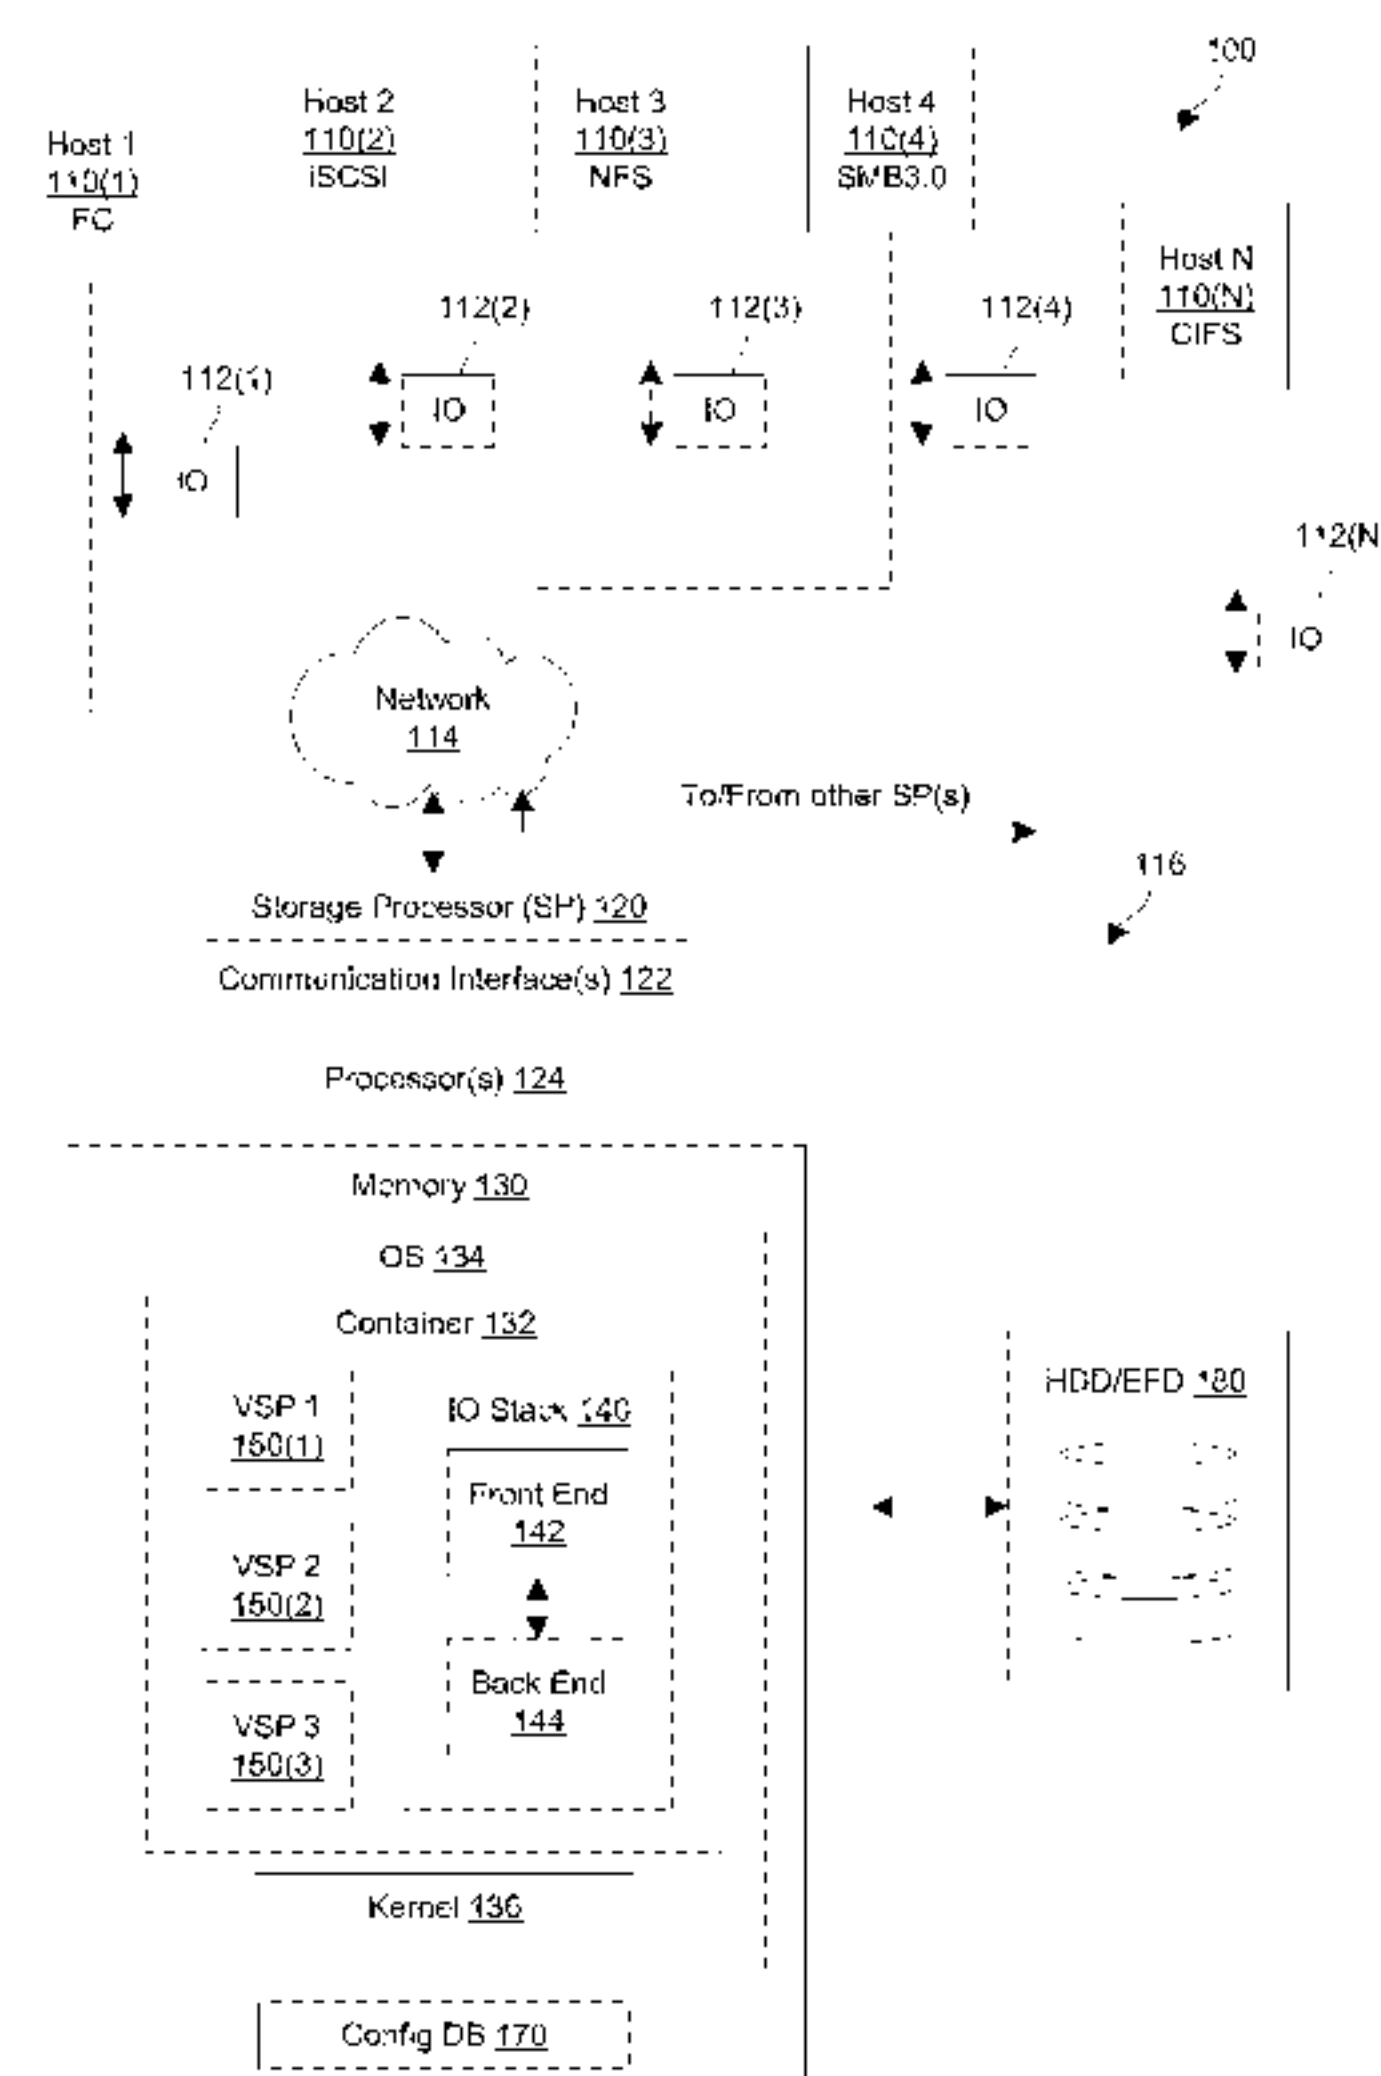 100
Host 1
110(1)
FC
Host 2
110(2)
iSCSI
Host 3
110(3)
NFS
Host 4
110(4)
SMB3.0
Host N
110(N)
CIFS
112(1)
IO
112(2)
IO
112(3)
IO
112(4)
IO
112(N
IO
Network
114
To/From other SP(s)
116
Storage Processor (SP) 120
Communication Interface(s) 122
Processor(s) 124
Memory 130
OS 134
Container 132
VSP 1
150(1)
VSP 2
150(2)
VSP 3
150(3)
IO Stack 140
Front End
142
Back End
144
Kernel 136
Config DB 170
HDD/EFD 180